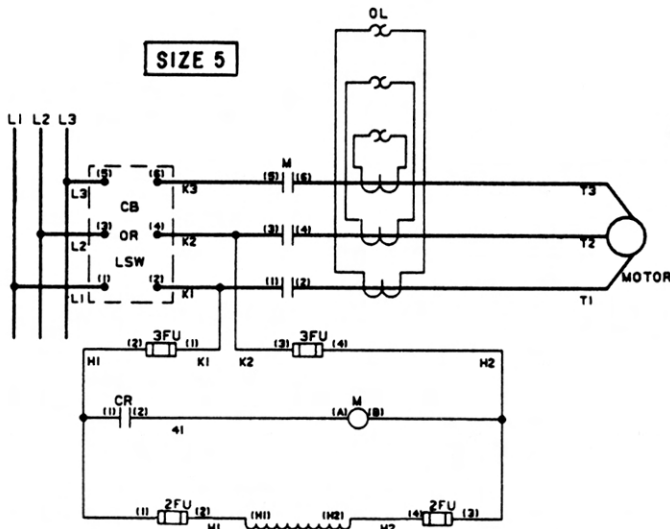 OL
SIZE 5
L1 L2 L3
(5) (6) M (5) (6)
L3 K3 T3
CB
(3) (4) (3) (4)
OR
L2 K2 T2
LSW
(1) (2) (1) (2) MOTOR
L1 K1 T1
3FU 3FU
(2) (1) (3) (4)
H1 K1 K2 H2
CR M
(1) (2) (A) (B)
41
2FU 2FU
(1) (2) (H1) (H2) (4) (3)
H1 H2